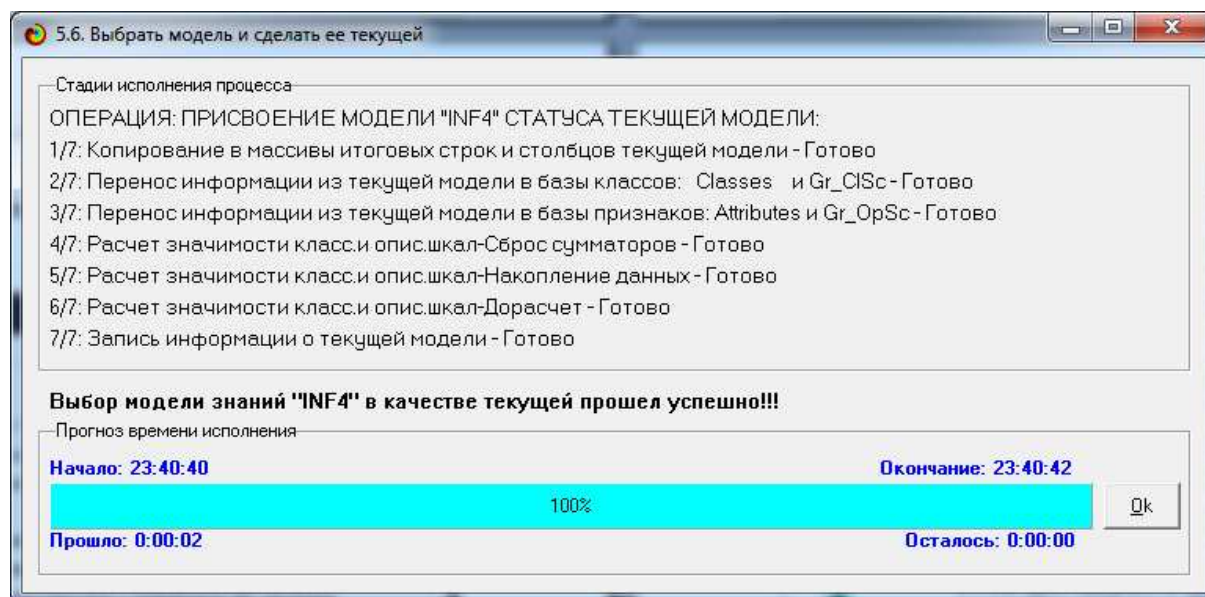 5.6. Выбрать модель и сделать ее текущей
Стадии исполнения процесса
ОПЕРАЦИЯ: ПРИСВОЕНИЕ МОДЕЛИ "INF4" СТАТУСА ТЕКУЩЕЙ МОДЕЛИ:
1/7: Копирование в массивы итоговых строк и столбцов текущей модели - Готово
2/7: Перенос информации из текущей модели в базы классов: Classes и Gr_ClSc - Готово
3/7: Перенос информации из текущей модели в базы признаков: Attributes и Gr_OpSc - Готово
4/7: Расчет значимости класс.и опис.шкал-Сброс сумматоров - Готово
5/7: Расчет значимости класс.и опис.шкал-Накопление данных - Готово
6/7: Расчет значимости класс.и опис.шкал-Дорасчет - Готово
7/7: Запись информации о текущей модели - Готово
Выбор модели знаний "INF4" в качестве текущей прошел успешно!!!
Прогноз времени исполнения
Начало: 23:40:40 Окончание: 23:40:42
100% Ok
Прошло: 0:00:02 Осталось: 0:00:00